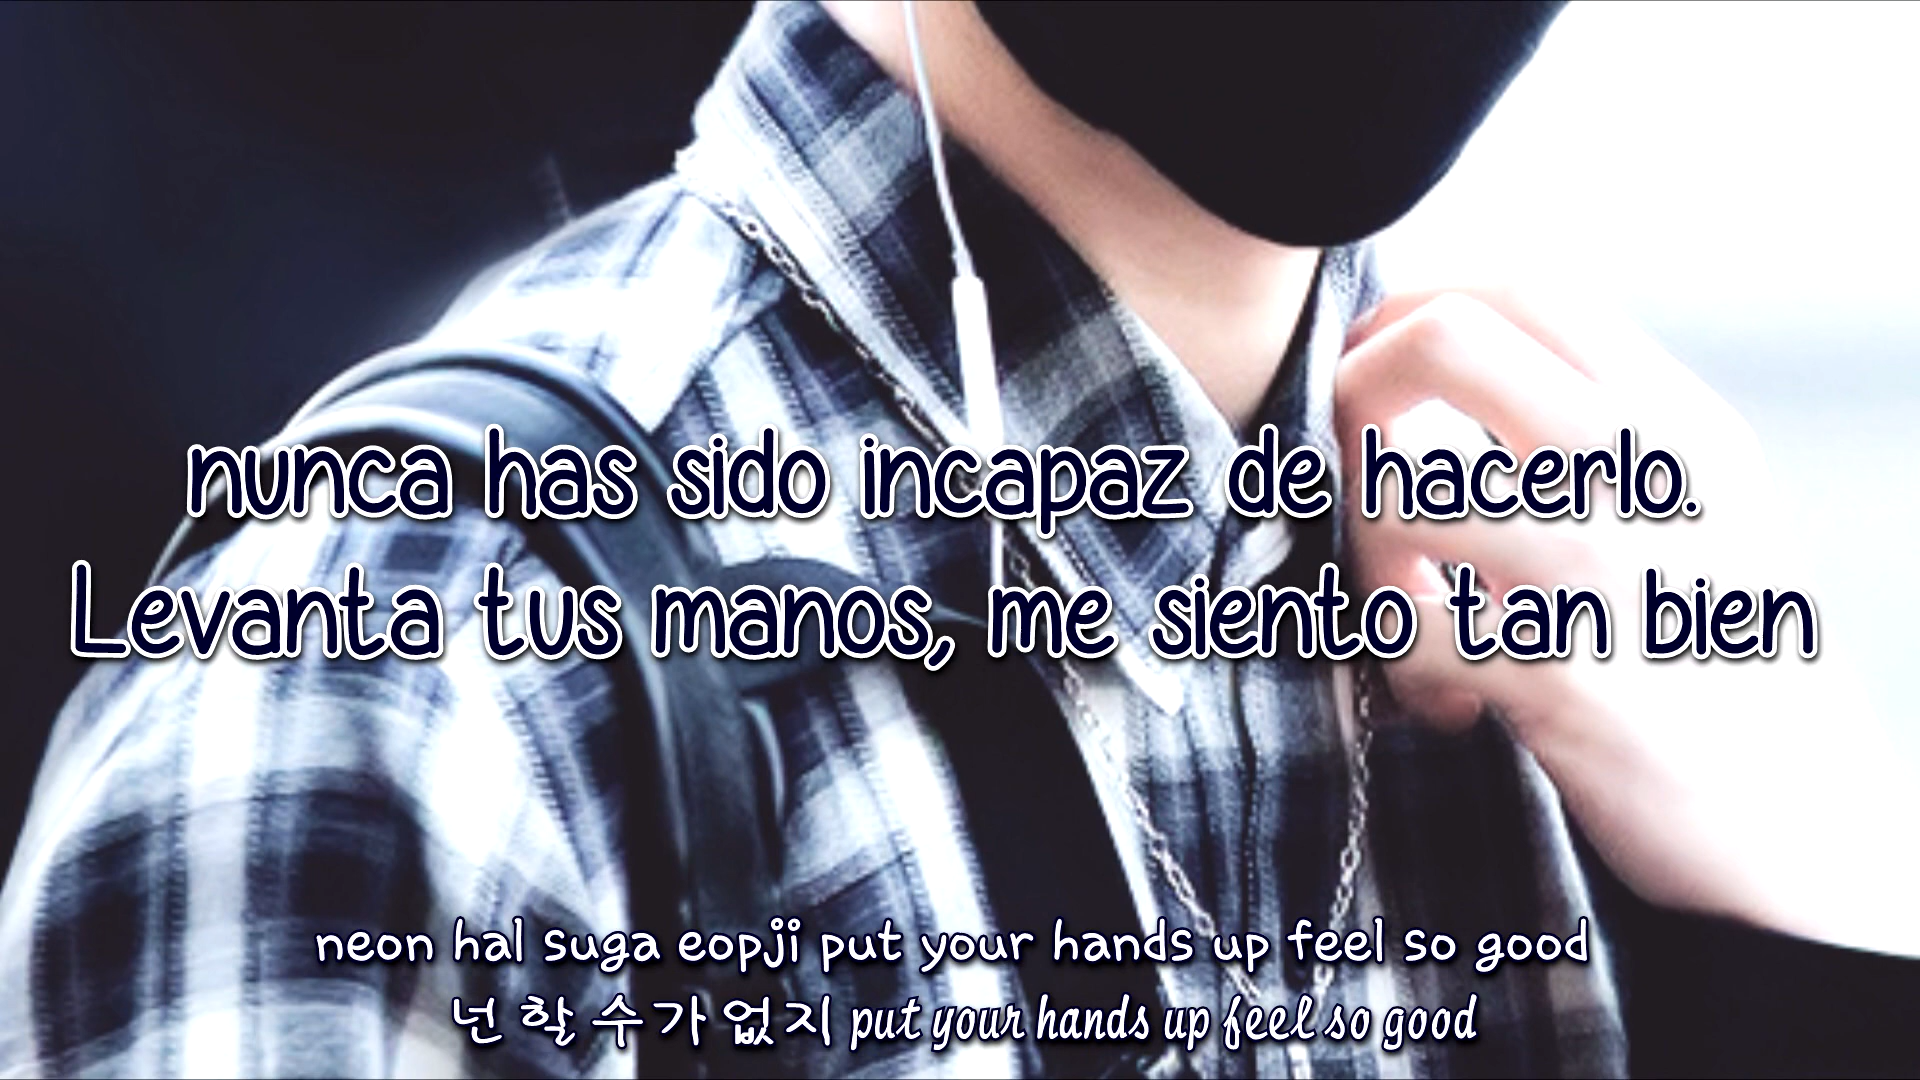 nunca has sido incapaz de hacerlo.
Levanta tus manos, me siento tan bien
neon hal suga eopji put your hands up feel so good
넌 할 수가 없지 put your hands up feel so good